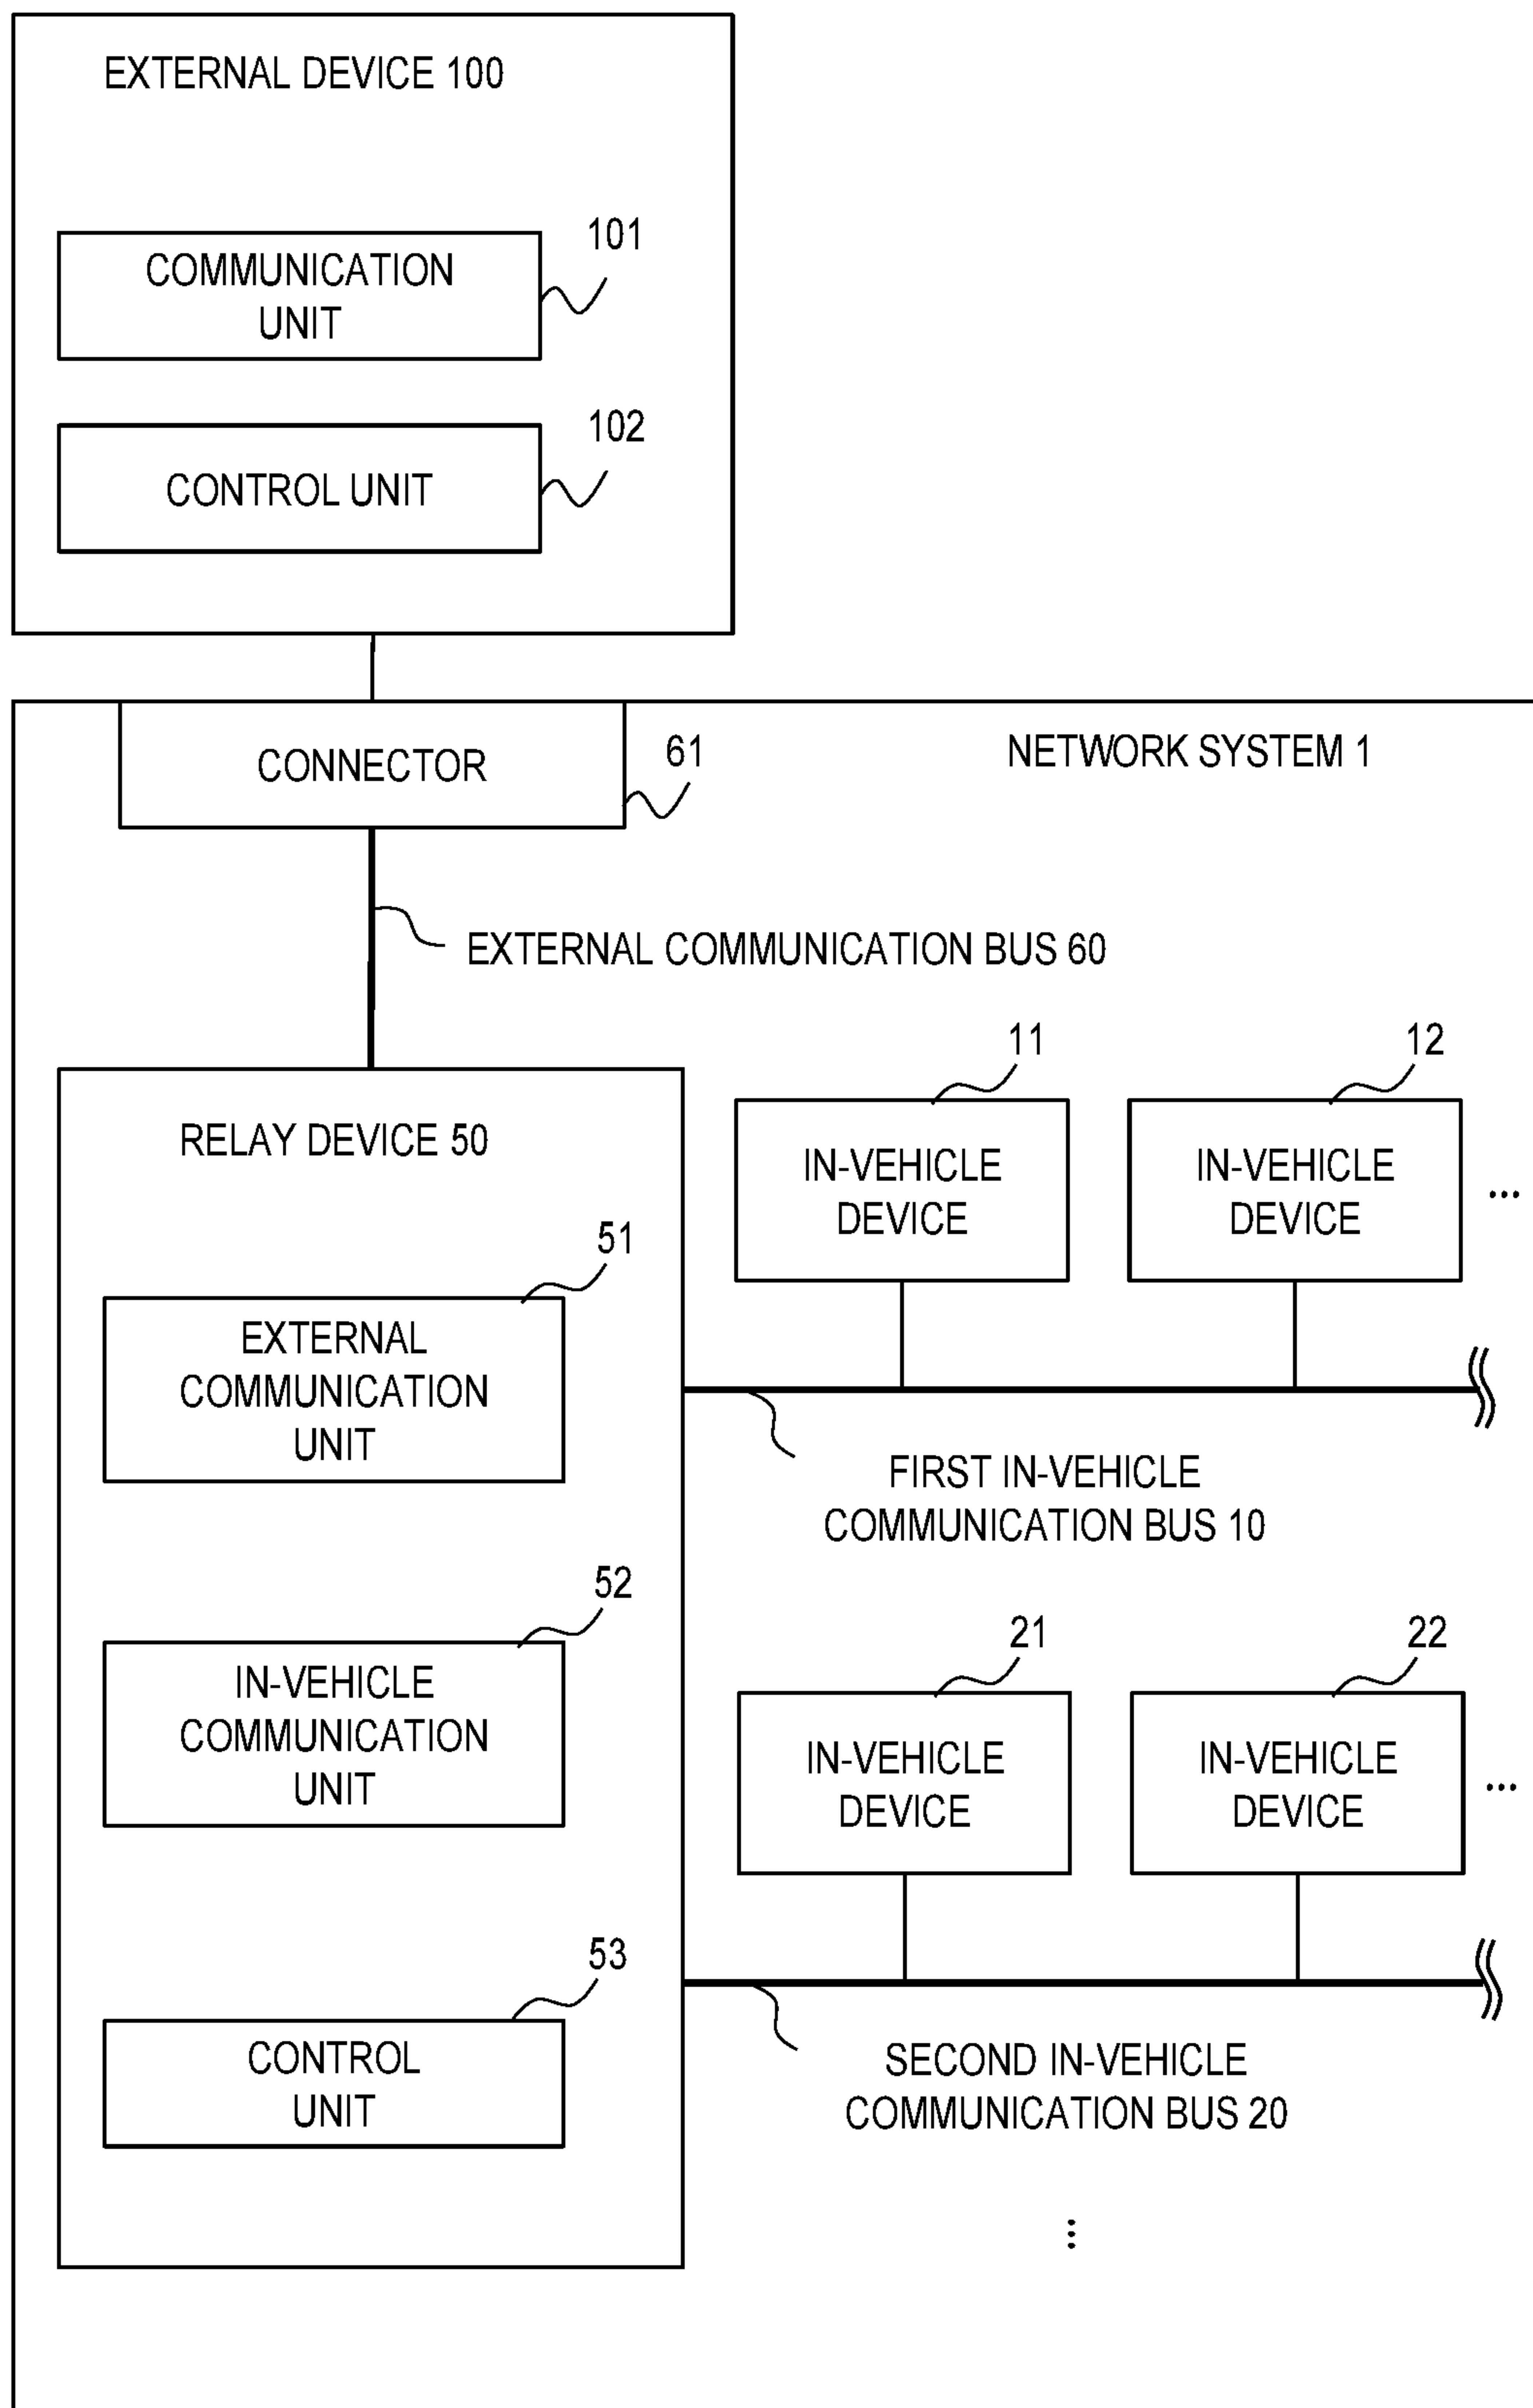 EXTERNAL DEVICE 100
101
COMMUNICATION
UNIT
102
CONTROL UNIT
CONNECTOR
61
NETWORK SYSTEM 1
EXTERNAL COMMUNICATION BUS 60
RELAY DEVICE 50
51
EXTERNAL
COMMUNICATION
UNIT
52
IN-VEHICLE
COMMUNICATION
UNIT
53
CONTROL
UNIT
11
IN-VEHICLE
DEVICE
12
IN-VEHICLE
DEVICE
...
FIRST IN-VEHICLE
COMMUNICATION BUS 10
21
IN-VEHICLE
DEVICE
22
IN-VEHICLE
DEVICE
...
SECOND IN-VEHICLE
COMMUNICATION BUS 20
⋮